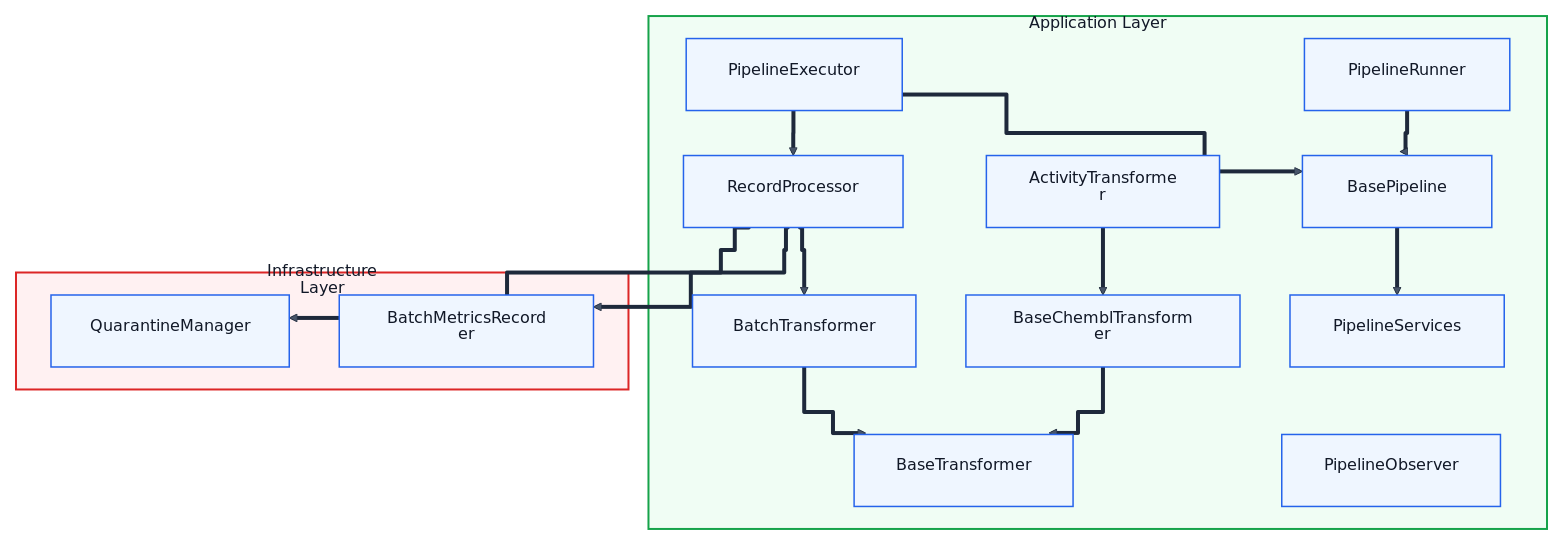 Application Layer
PipelineExecutor
PipelineRunner
RecordProcessor
ActivityTransforme
r
BasePipeline
Infrastructure
Layer
QuarantineManager
BatchMetricsRecord
er
BatchTransformer
BaseChemblTransform
er
PipelineServices
BaseTransformer
PipelineObserver